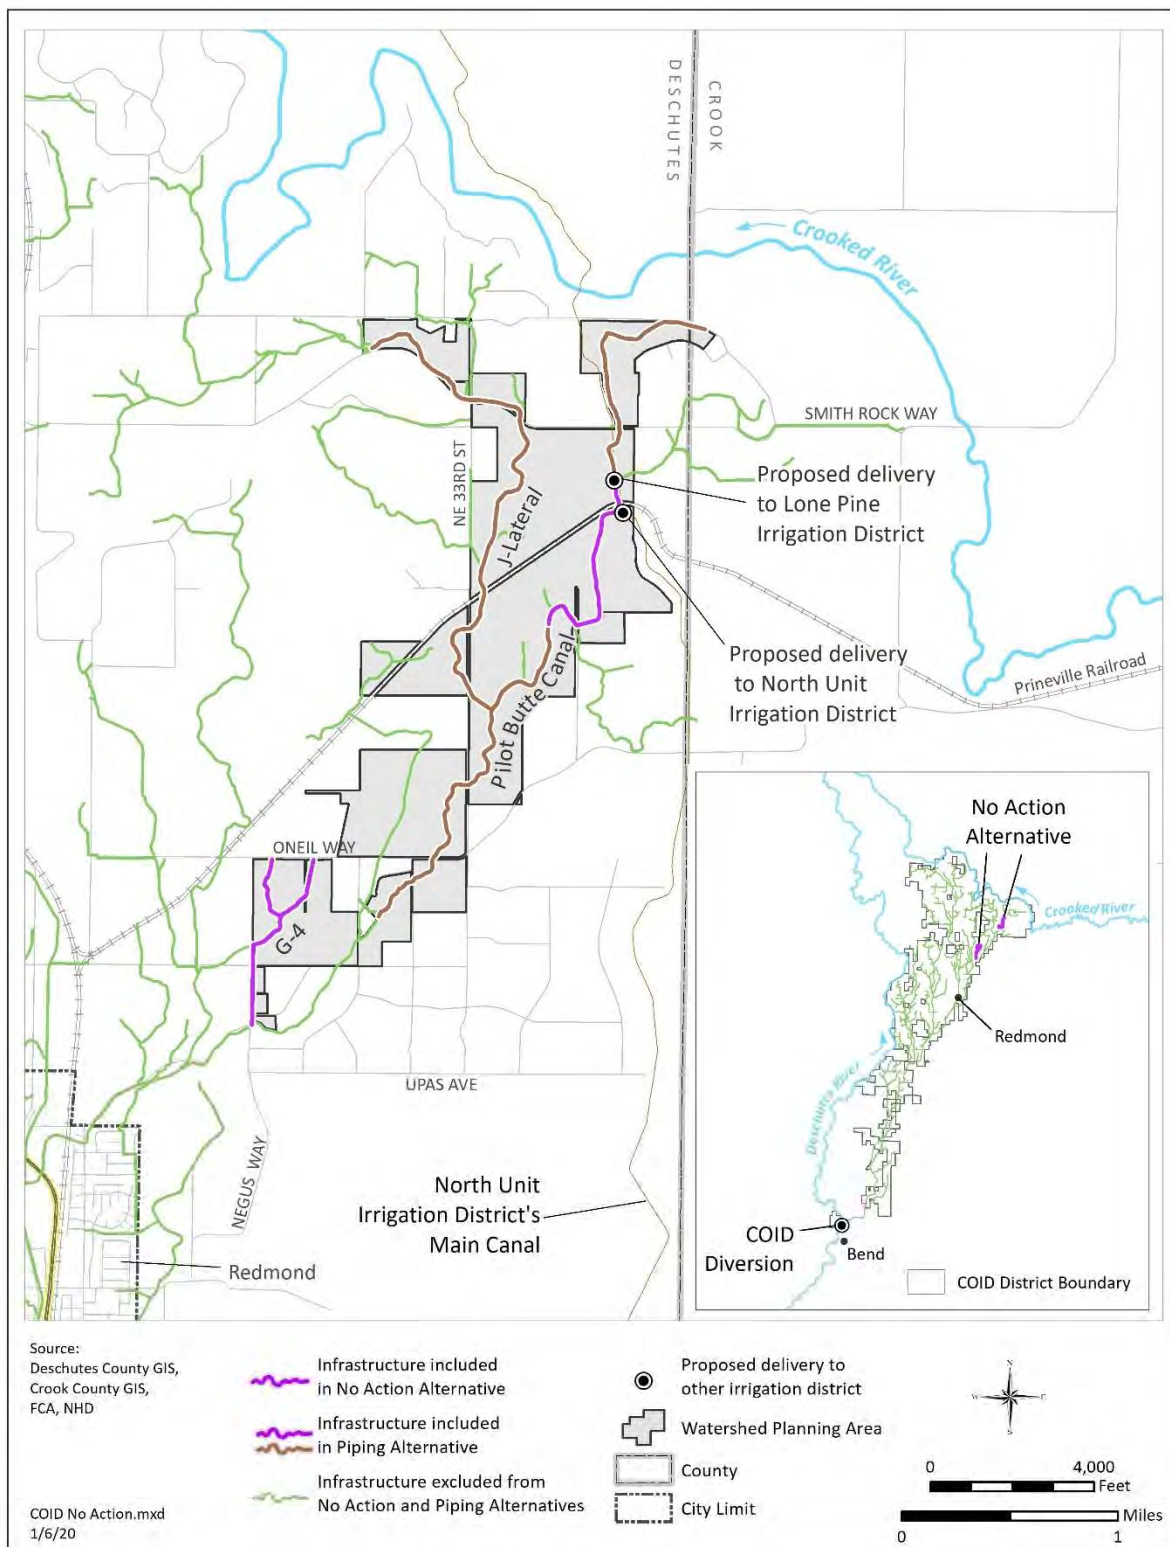 DESCHUTES
CROOK
Crooked River
SMITH ROCK WAY
NE 33RD ST
J-Lateral
Proposed delivery
to Lone Pine
Irrigation District
Pilot Butte Canal
Proposed delivery
to North Unit
Irrigation District
Prineville Railroad
ONEIL WAY
G-4
UPAS AVE
NEGUS WAY
North Unit
Irrigation District's
Main Canal
Redmond
No Action
Alternative
Crooked River
Redmond
Deschutes River
COID
Diversion
Bend
COID District Boundary
Source:
Deschutes County GIS,
Crook County GIS,
FCA, NHD
COID No Action.mxd
1/6/20
Infrastructure included
in No Action Alternative
Infrastructure included
in Piping Alternative
Infrastructure excluded from
No Action and Piping Alternatives
Proposed delivery to
other irrigation district
Watershed Planning Area
County
City Limit
N
W
E
S
0 4,000
Feet
Miles
0 1